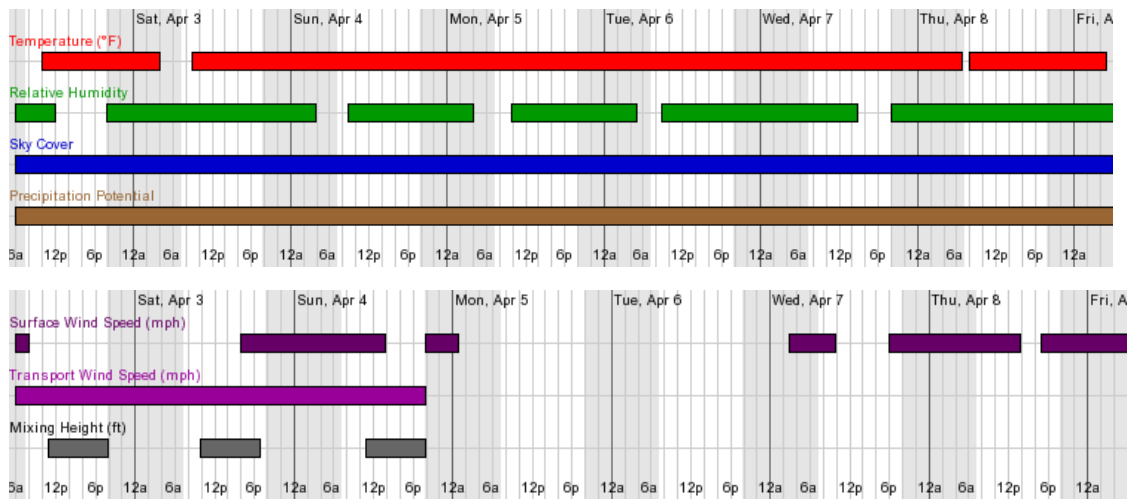 Sat, Apr 3 Sun, Apr 4 Mon, Apr 5 Tue, Apr 6 Wed, Apr 7 Thu, Apr 8 Fri, A
Temperature (°F)
Relative Humidity
Sky Cover
Precipitation Potential
6a 12p 6p 12a 6a 12p 6p 12a 6a 12p 6p 12a 6a 12p 6p 12a 6a 12p 6p 12a 6a 12p 6p 12a 6a 12p 6p 12a
Sat, Apr 3 Sun, Apr 4 Mon, Apr 5 Tue, Apr 6 Wed, Apr 7 Thu, Apr 8 Fri, A
Surface Wind Speed (mph)
Transport Wind Speed (mph)
Mixing Height (ft)
6a 12p 6p 12a 6a 12p 6p 12a 6a 12p 6p 12a 6a 12p 6p 12a 6a 12p 6p 12a 6a 12p 6p 12a 6a 12p 6p 12a